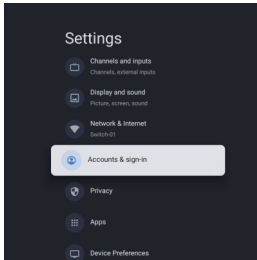 Settings
Channels and inputs
Channels, external inputs
Display and sound
Picture, screen, sound
Network & Internet
Switch-01
Accounts & sign-in
Privacy
Apps
Device Preferences